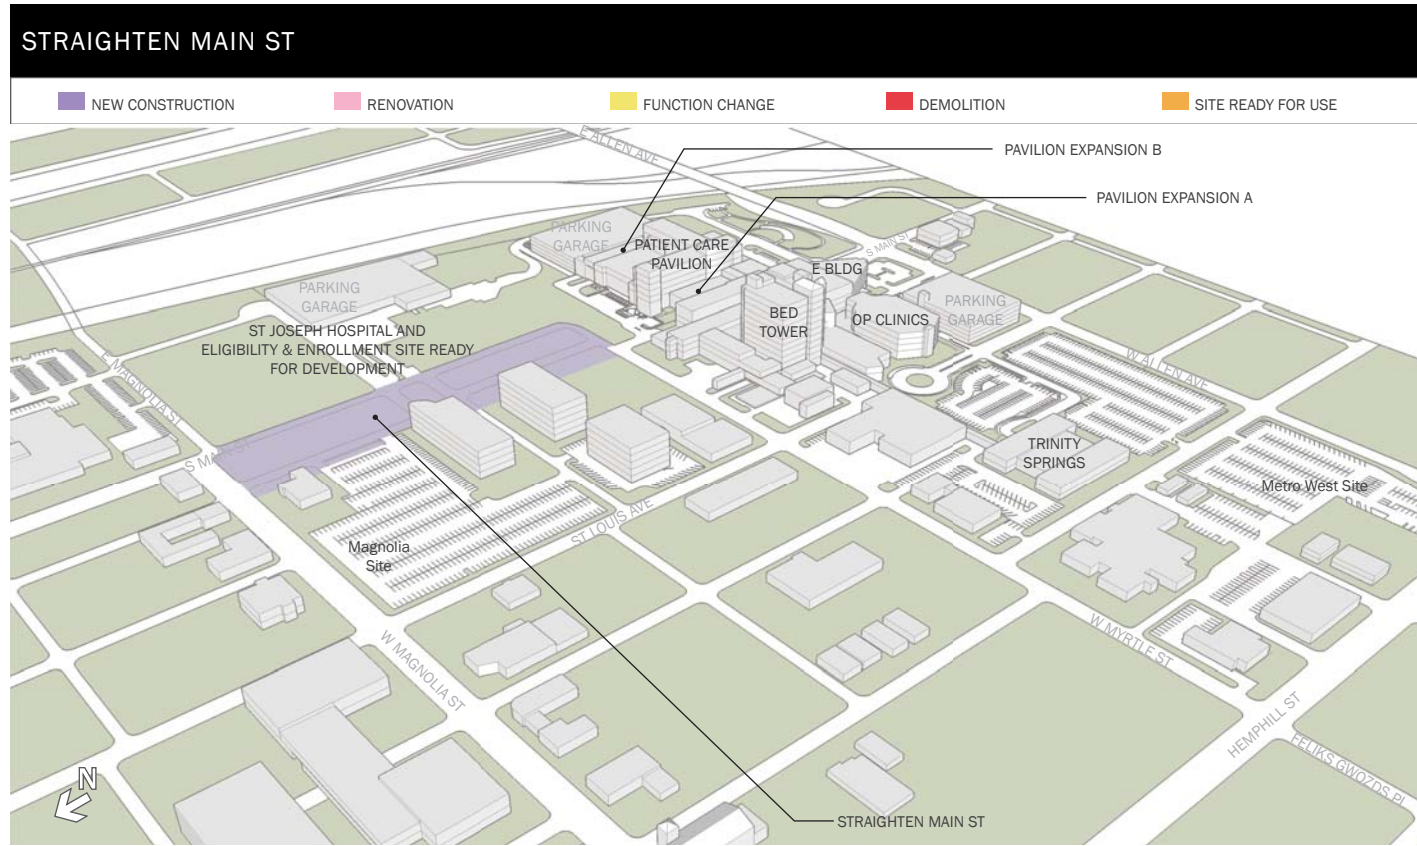 STRAIGHTEN MAIN ST
NEW CONSTRUCTION
RENOVATION
FUNCTION CHANGE
DEMOLITION
SITE READY FOR USE
E ALLEN AVE
PAVILION EXPANSION B
PAVILION EXPANSION A
PARKING
GARAGE
PATIENT CARE
PAVILION
S MAIN ST
E BLDG
PARKING
GARAGE
BED
TOWER
OP CLINICS
PARKING
GARAGE
ST JOSEPH HOSPITAL AND
ELIGIBILITY & ENROLLMENT SITE READY
FOR DEVELOPMENT
E MAGNOLIA ST
W ALLEN AVE
S MAIN ST
TRINITY
SPRINGS
Metro West Site
ST LOUIS AVE
Magnolia
Site
W MAGNOLIA ST
W MYRTLE ST
HEMPHILL ST
FELIKS GWOZDS PL
N
STRAIGHTEN MAIN ST